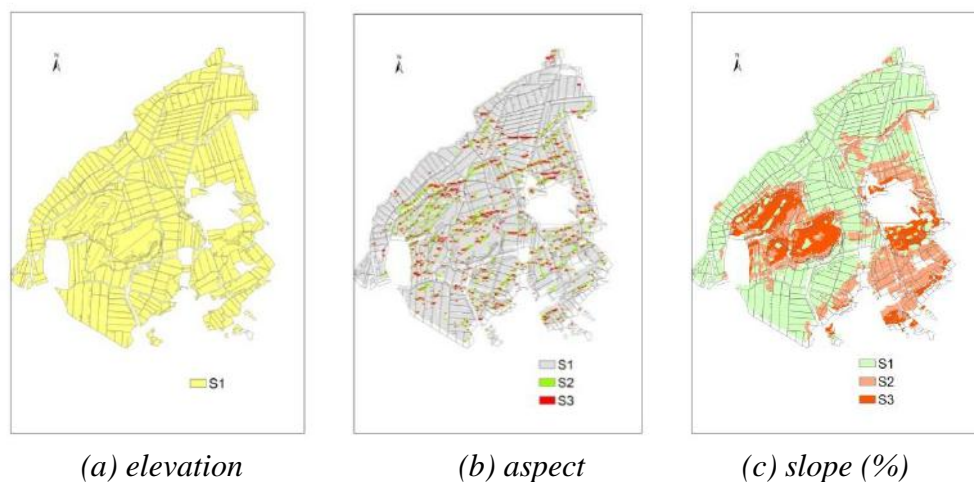 N
N
N
S1
S1
S2
S3
S1
S2
S3
(a) elevation
(b) aspect
(c) slope (%)